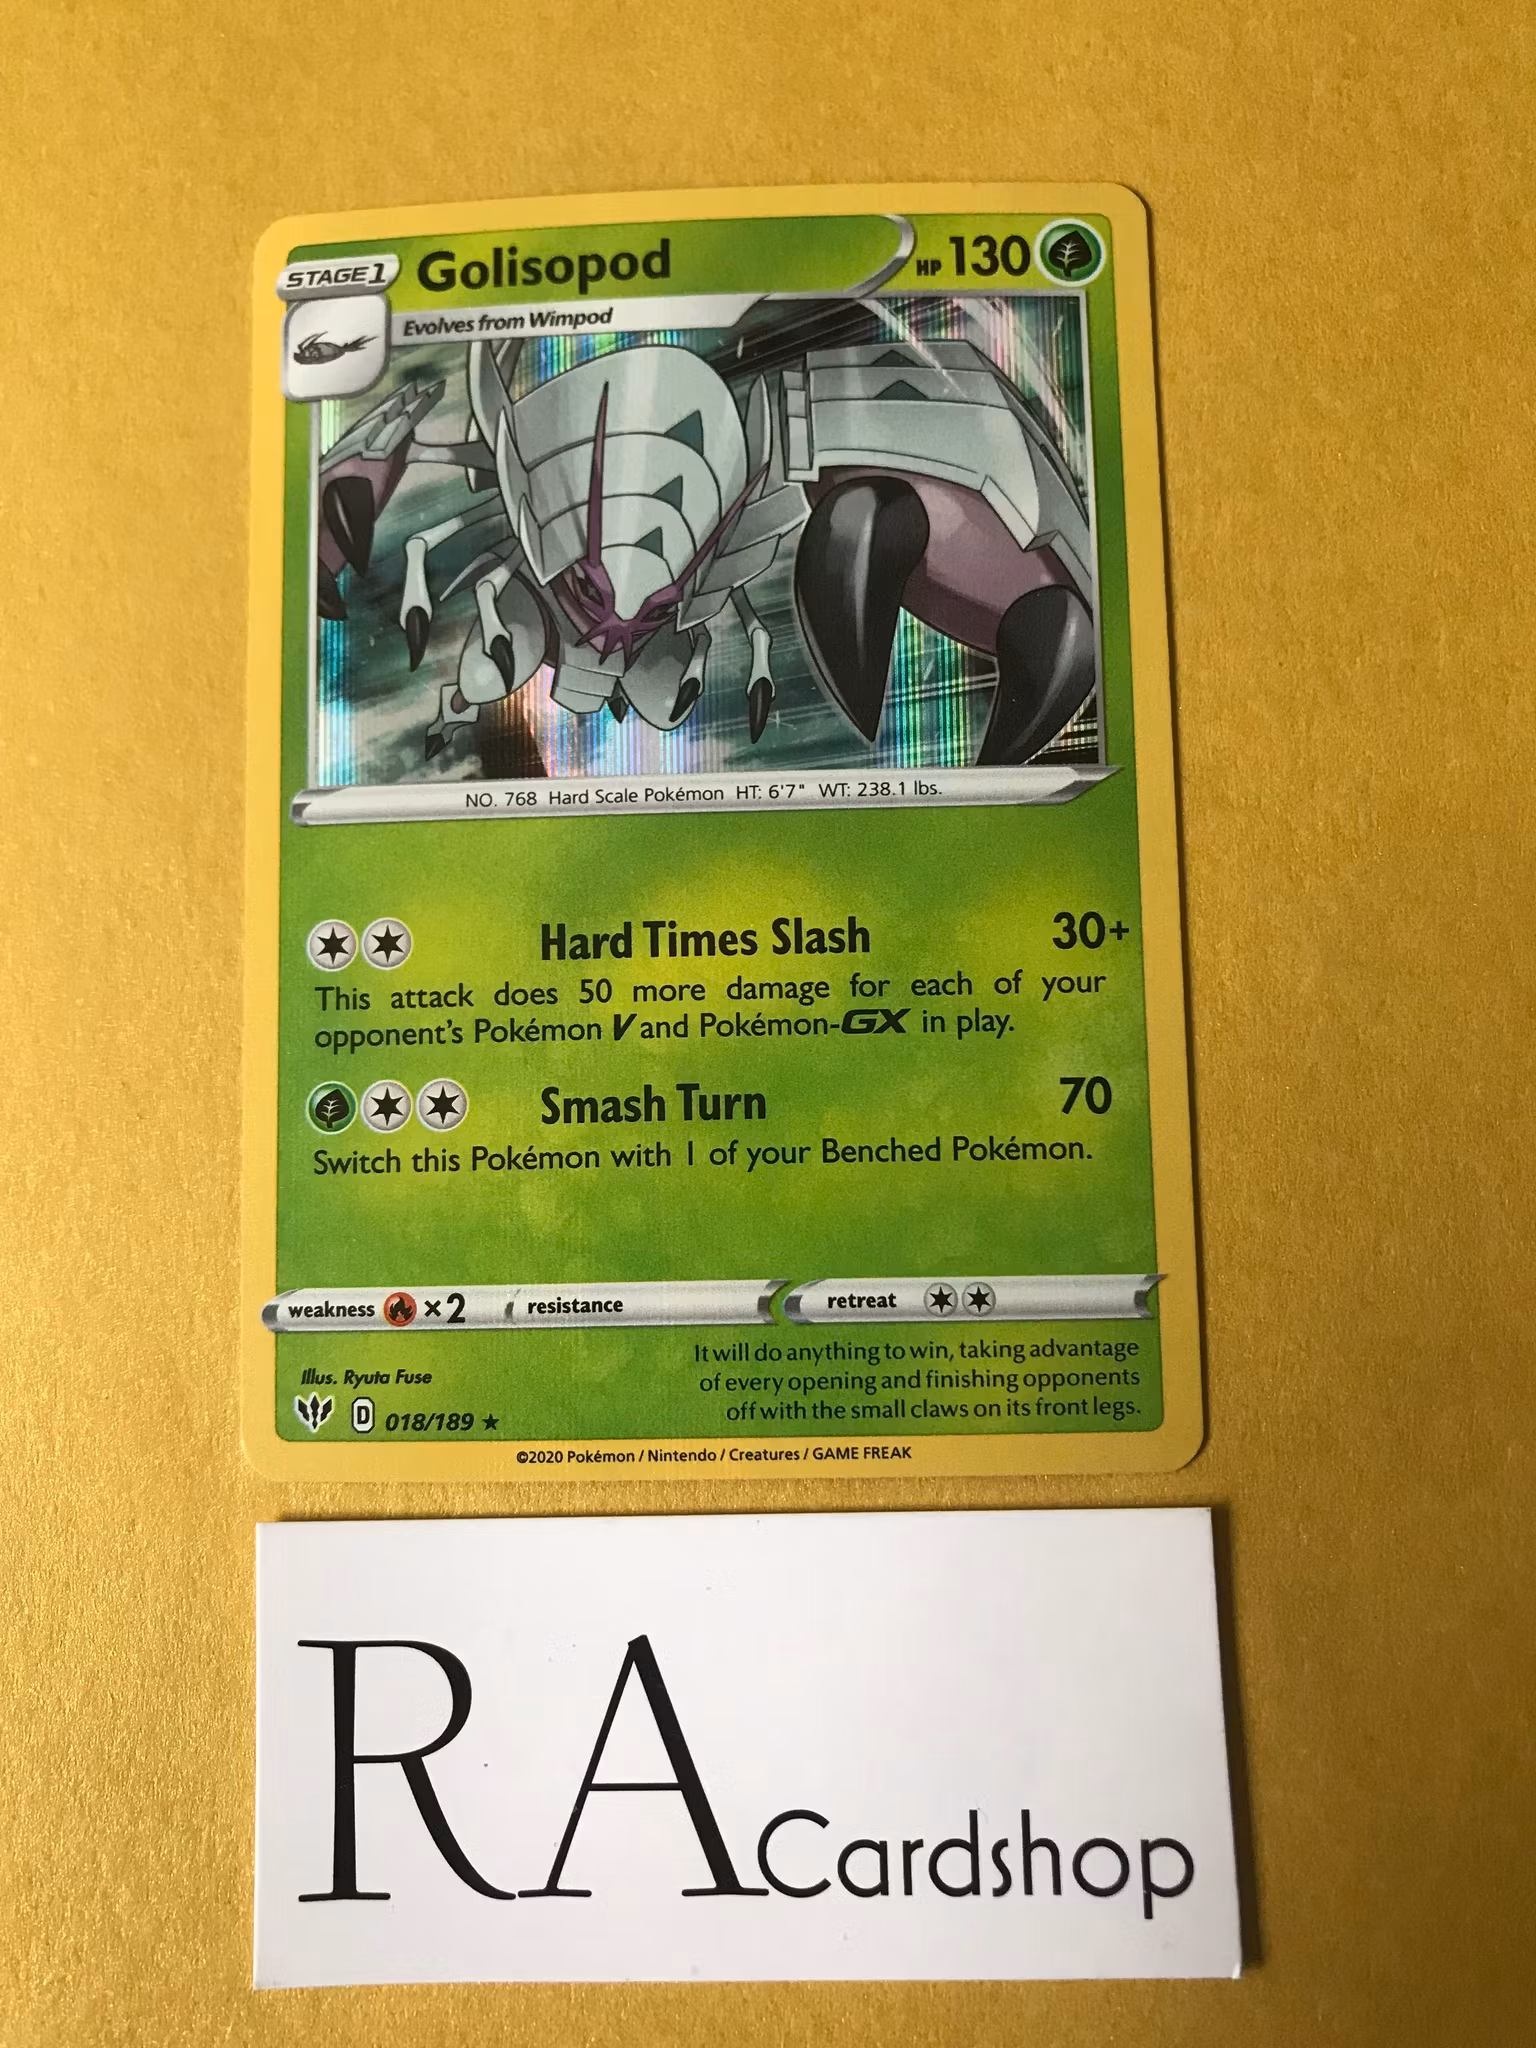 STAGE 1
Golisopod
HP 130
Evolves from Wimpod
NO. 768 Hard Scale Pokémon HT: 6'7" WT: 238.1 lbs.
Hard Times Slash 30+
This attack does 50 more damage for each of your
opponent's Pokémon V and Pokémon-GX in play.
Smash Turn 70
Switch this Pokémon with 1 of your Benched Pokémon.
weakness ×2 resistance retreat
It will do anything to win, taking advantage
of every opening and finishing opponents
off with the small claws on its front legs.
Illus. Ryuta Fuse
D 018/189 ★
©2020 Pokémon / Nintendo / Creatures / GAME FREAK
RA Cardshop